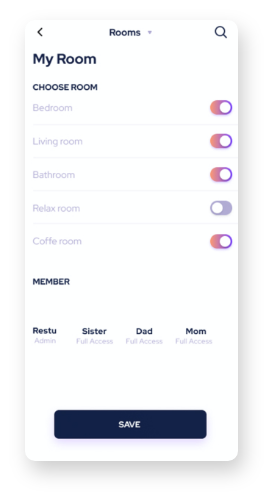 Rooms
My Room
CHOOSE ROOM
Bedroom
Living room
Bathroom
Relax room
Coffe room
MEMBER
Restu Sister Dad Mom
Admin Full Access Full Access Full Access
SAVE